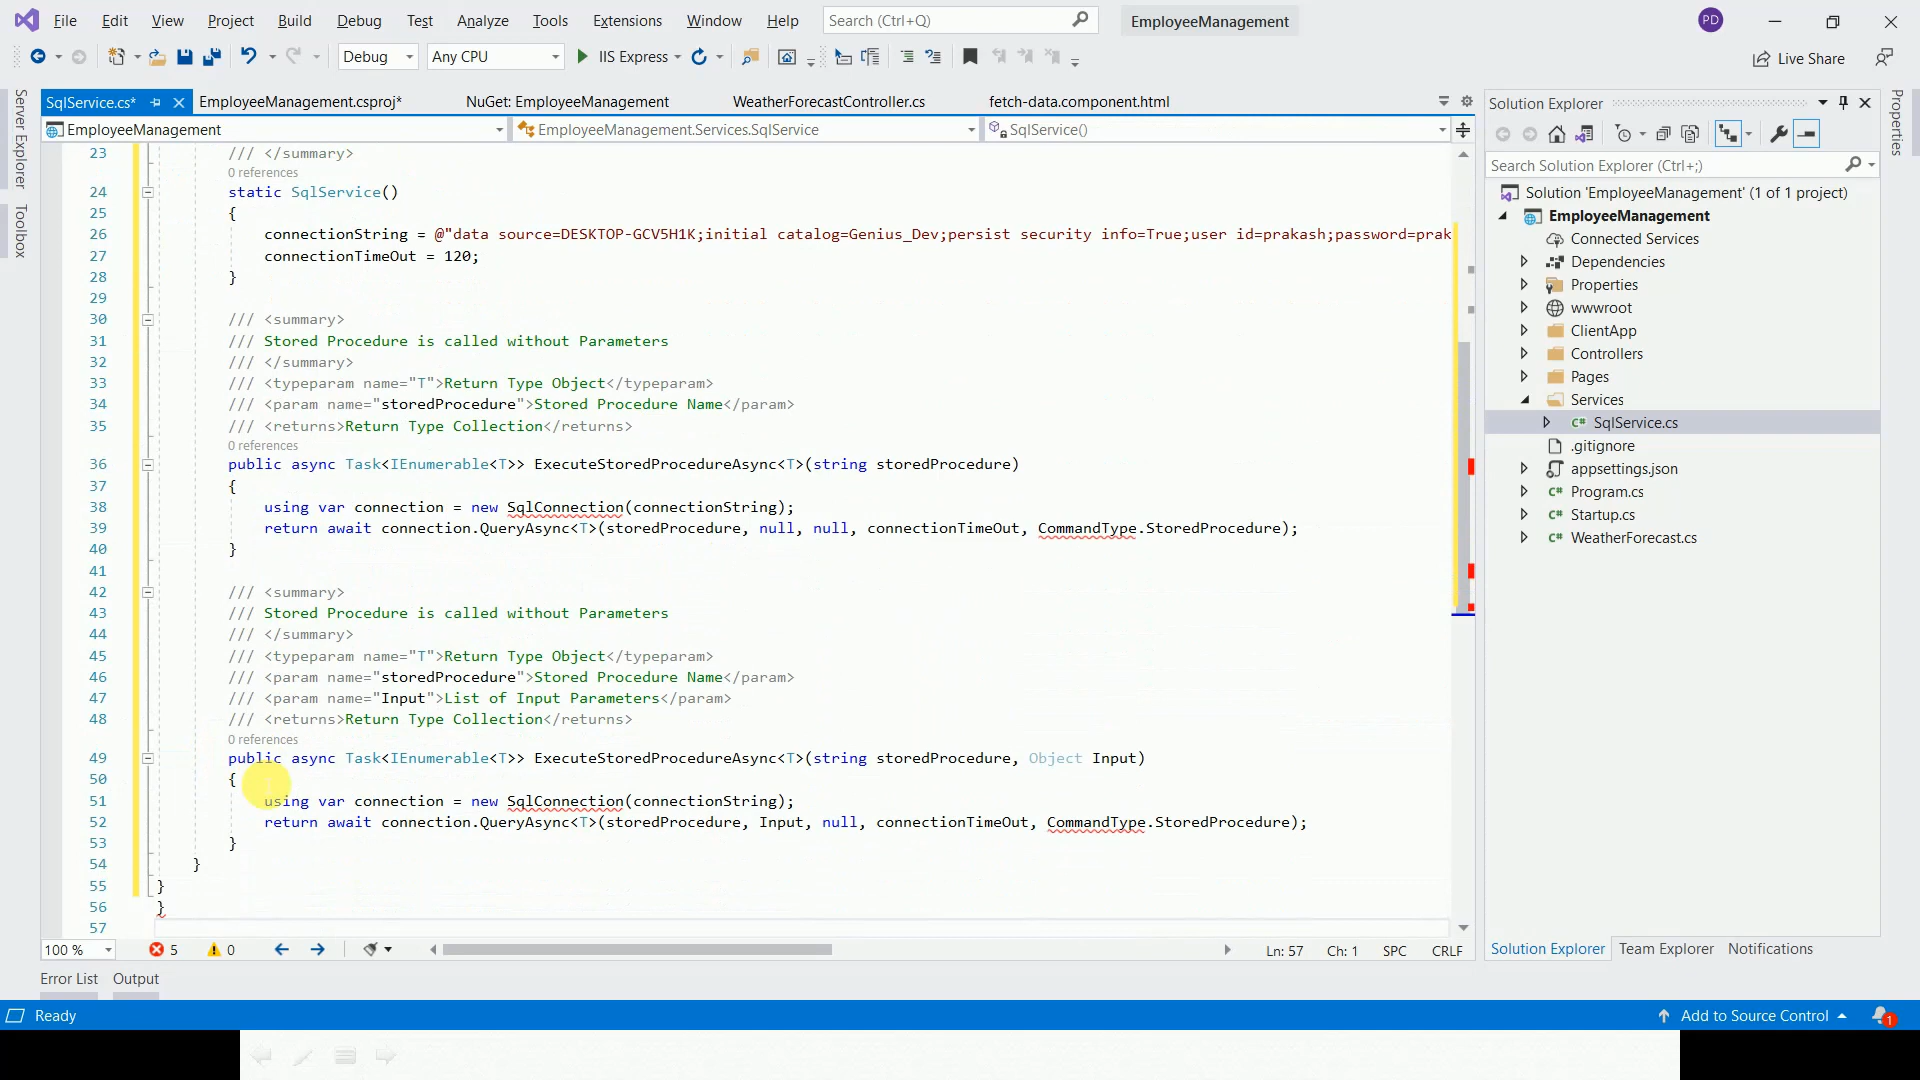 File Edit View Project Build Debug Test Analyze Tools Extensions Window Help Search (Ctrl+Q) EmployeeManagement PD
Debug Any CPU IIS Express Live Share
SqlService.cs* EmployeeManagement.csproj* NuGet: EmployeeManagement WeatherForecastController.cs fetch-data.component.html
EmployeeManagement EmployeeManagement.Services.SqlService SqlService()
Server Explorer
Toolbox
23 /// </summary>
0 references
24 static SqlService()
25 {
26 connectionString = @"data source=DESKTOP-GCV5H1K;initial catalog=Genius_Dev;persist security info=True;user id=prakash;password=prak
27 connectionTimeOut = 120;
28 }
29
30 /// <summary>
31 /// Stored Procedure is called without Parameters
32 /// </summary>
33 /// <typeparam name="T">Return Type Object</typeparam>
34 /// <param name="storedProcedure">Stored Procedure Name</param>
35 /// <returns>Return Type Collection</returns>
0 references
36 public async Task<IEnumerable<T>> ExecuteStoredProcedureAsync<T>(string storedProcedure)
37 {
38 using var connection = new SqlConnection(connectionString);
39 return await connection.QueryAsync<T>(storedProcedure, null, null, connectionTimeOut, CommandType.StoredProcedure);
40 }
41
42 /// <summary>
43 /// Stored Procedure is called without Parameters
44 /// </summary>
45 /// <typeparam name="T">Return Type Object</typeparam>
46 /// <param name="storedProcedure">Stored Procedure Name</param>
47 /// <param name="Input">List of Input Parameters</param>
48 /// <returns>Return Type Collection</returns>
0 references
49 public async Task<IEnumerable<T>> ExecuteStoredProcedureAsync<T>(string storedProcedure, Object Input)
50 {
51 using var connection = new SqlConnection(connectionString);
52 return await connection.QueryAsync<T>(storedProcedure, Input, null, connectionTimeOut, CommandType.StoredProcedure);
53 }
54 }
55 }
56 }
57
100 % 5 0 Ln: 57 Ch: 1 SPC CRLF
Error List Output
Solution Explorer
Search Solution Explorer (Ctrl+;)
Solution 'EmployeeManagement' (1 of 1 project)
EmployeeManagement
Connected Services
Dependencies
Properties
wwwroot
ClientApp
Controllers
Pages
Services
C# SqlService.cs
.gitignore
appsettings.json
C# Program.cs
C# Startup.cs
C# WeatherForecast.cs
Solution Explorer Team Explorer Notifications
Properties
Ready Add to Source Control 1